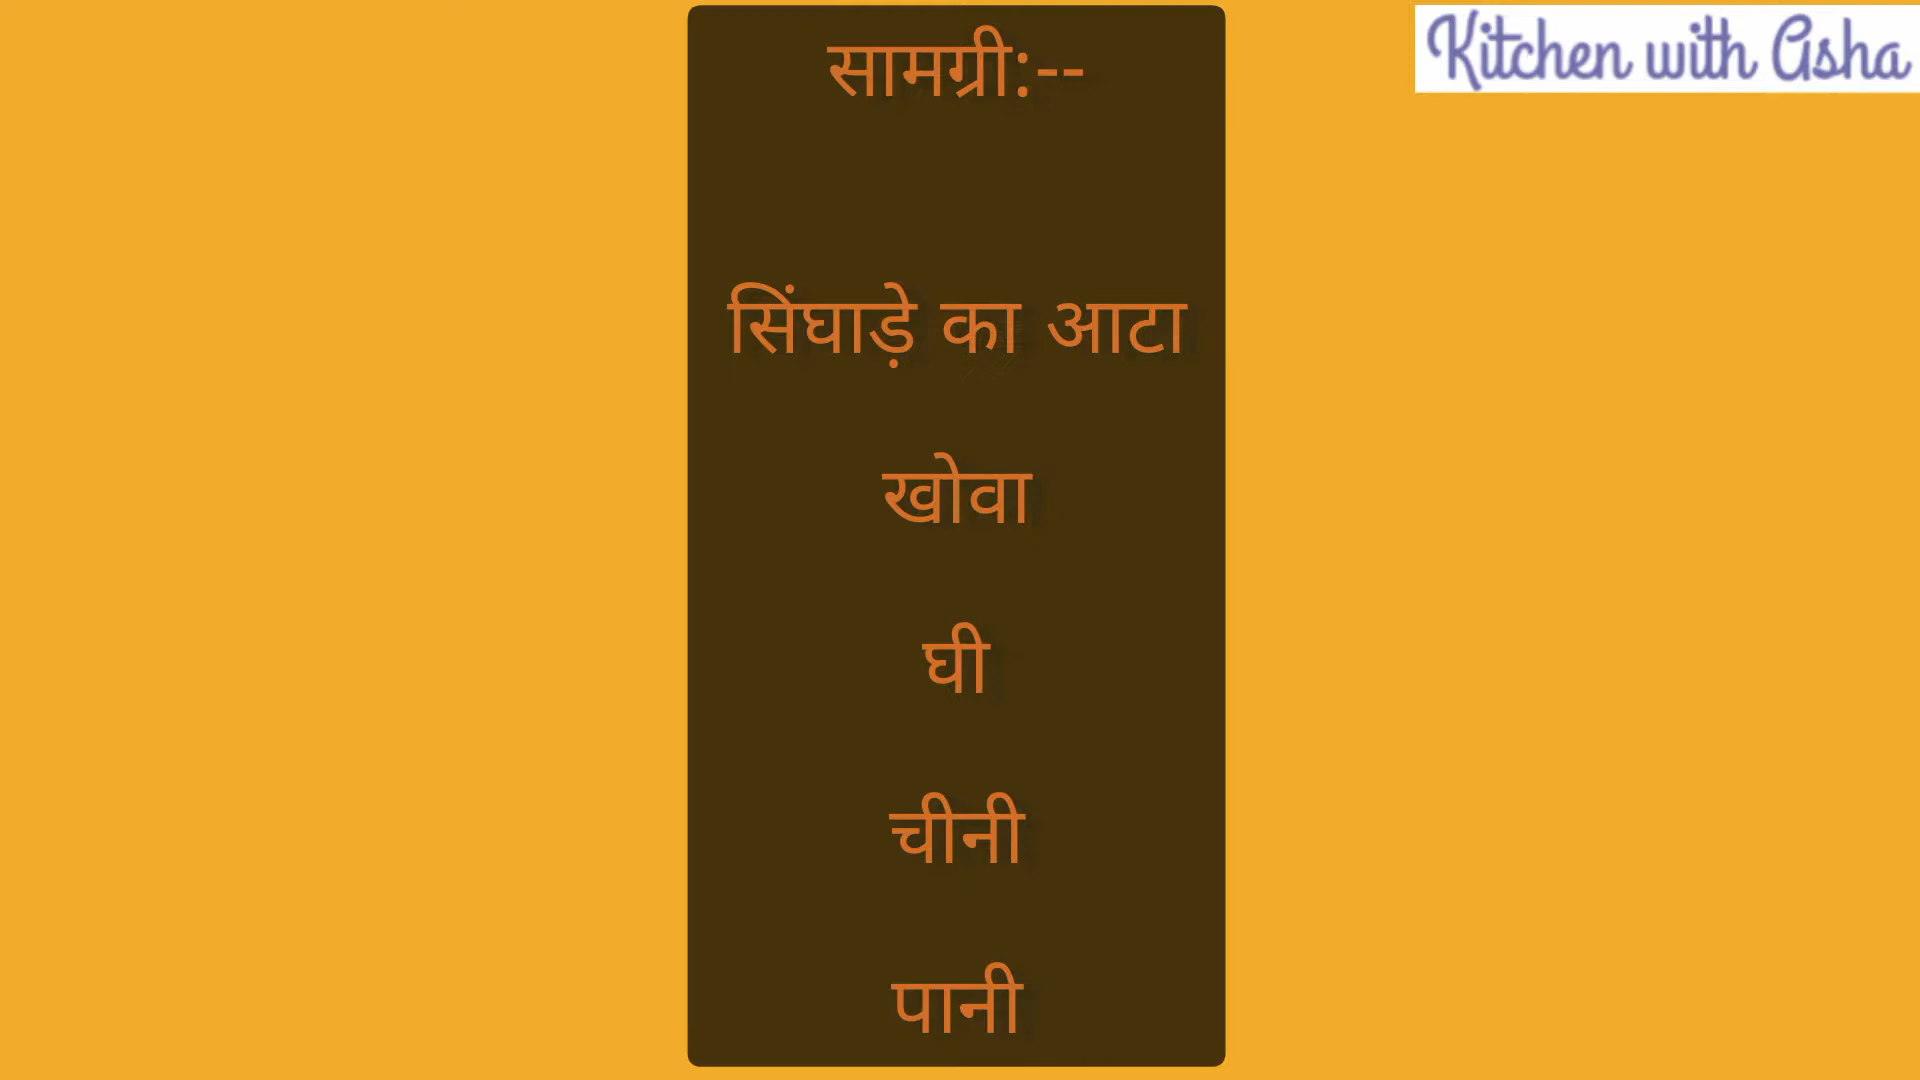 Kitchen with Asha
सामग्री:--
सिंघाड़े का आटा
खोवा
घी
चीनी
पानी